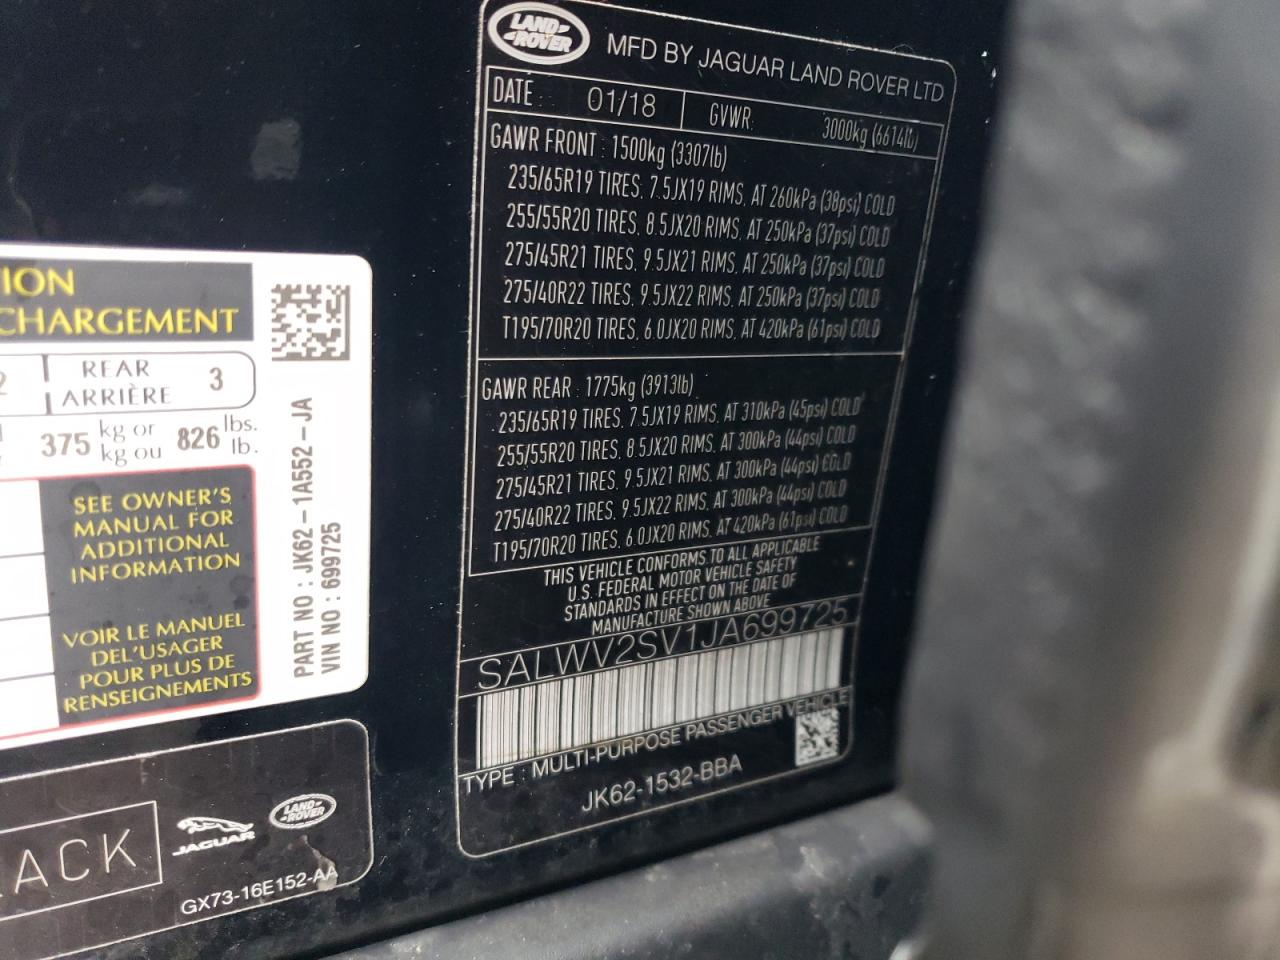 LAND
ROVER
MFD BY JAGUAR LAND ROVER LTD
DATE: 01/18 GVWR: 3000kg (6614lb)
GAWR FRONT : 1500kg (3307lb)
235/65R19 TIRES, 7.5JX19 RIMS, AT 260kPa (38psi) COLD
255/55R20 TIRES, 8.5JX20 RIMS, AT 250kPa (37psi) COLD
275/45R21 TIRES, 9.5JX21 RIMS, AT 250kPa (37psi) COLD
275/40R22 TIRES, 9.5JX22 RIMS, AT 250kPa (37psi) COLD
T195/70R20 TIRES, 6.0JX20 RIMS, AT 420kPa (61psi) COLD
GAWR REAR : 1775kg (3913lb)
235/65R19 TIRES, 7.5JX19 RIMS, AT 310kPa (45psi) COLD
255/55R20 TIRES, 8.5JX20 RIMS, AT 300kPa (44psi) COLD
275/45R21 TIRES, 9.5JX21 RIMS, AT 300kPa (44psi) COLD
275/40R22 TIRES, 9.5JX22 RIMS, AT 300kPa (44psi) COLD
T195/70R20 TIRES, 6.0JX20 RIMS, AT 420kPa (61psi) COLD
THIS VEHICLE CONFORMS TO ALL APPLICABLE
U.S. FEDERAL MOTOR VEHICLE SAFETY
STANDARDS IN EFFECT ON THE DATE OF
MANUFACTURE SHOWN ABOVE
SALWV2SV1JA699725
TYPE : MULTI-PURPOSE PASSENGER VEHICLE
JK62-1532-BBA
TION
CHARGEMENT
2 REAR
ARRIÈRE 3
375 kg or
kg ou 826 lbs.
lb.
SEE OWNER'S
MANUAL FOR
ADDITIONAL
INFORMATION
VOIR LE MANUEL
DEL'USAGER
POUR PLUS DE
RENSEIGNEMENTS
PART NO : JK62-1A552-JA
VIN NO : 699725
ACK
JAGUAR
LAND
ROVER
GX73-16E152-AA